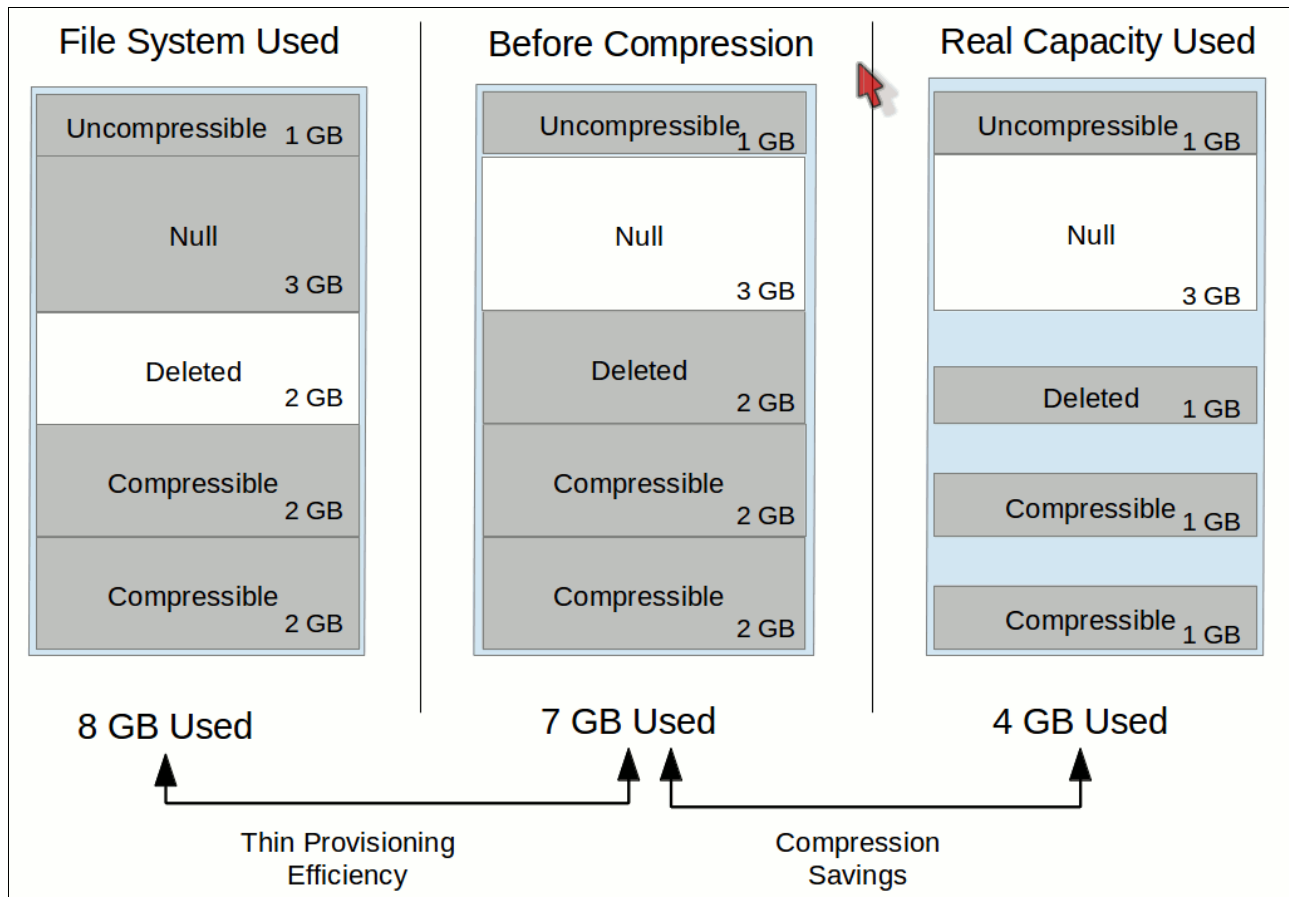 File System Used
Uncompressible 1 GB
Null
3 GB
Deleted
2 GB
Compressible
2 GB
Compressible
2 GB
8 GB Used
Before Compression
Uncompressible
1 GB
Null
3 GB
Deleted
2 GB
Compressible
2 GB
Compressible
2 GB
7 GB Used
Real Capacity Used
Uncompressible
1 GB
Null
3 GB
Deleted
1 GB
Compressible
1 GB
Compressible
1 GB
4 GB Used
Thin Provisioning
Efficiency
Compression
Savings